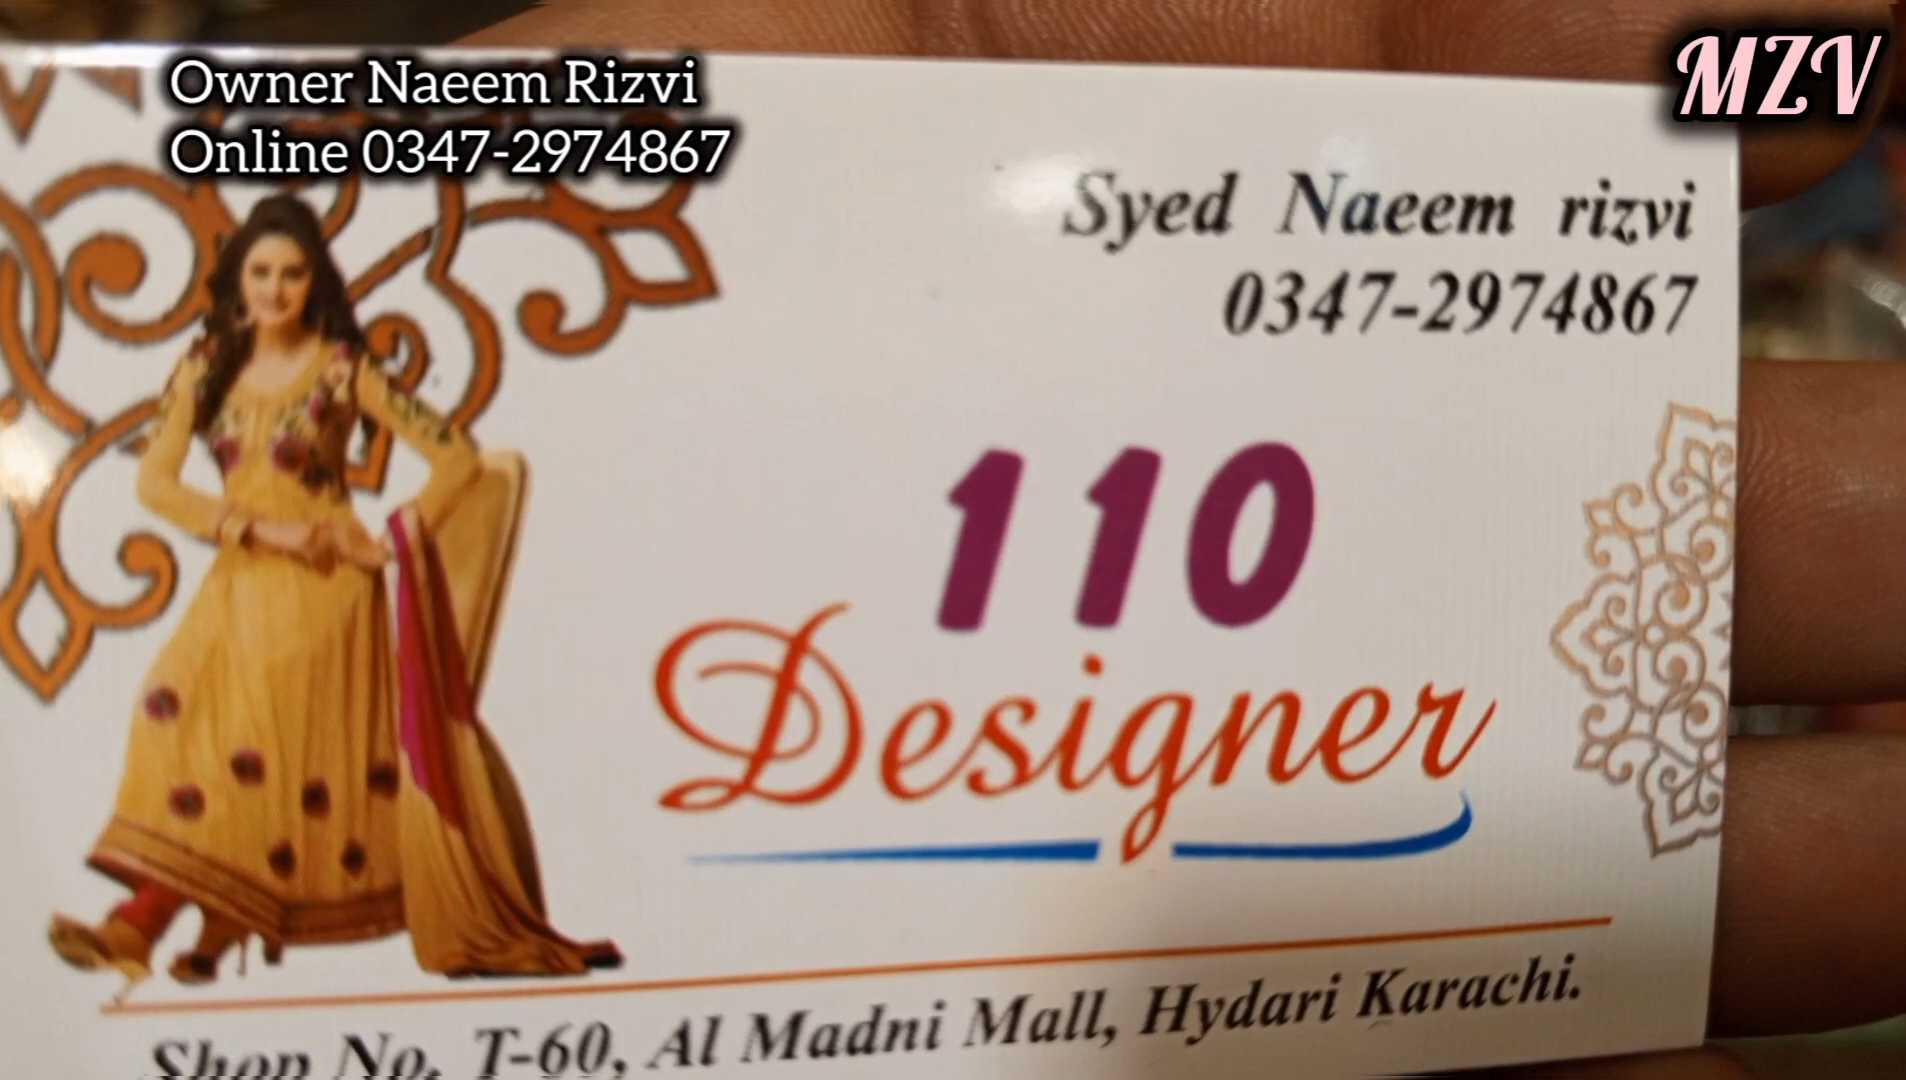 Owner Naeem Rizvi
Online 0347-2974867
MZV
Syed Naeem rizvi
0347-2974867
110
Designer
Shop No. T-60, Al Madni Mall, Hydari Karachi.